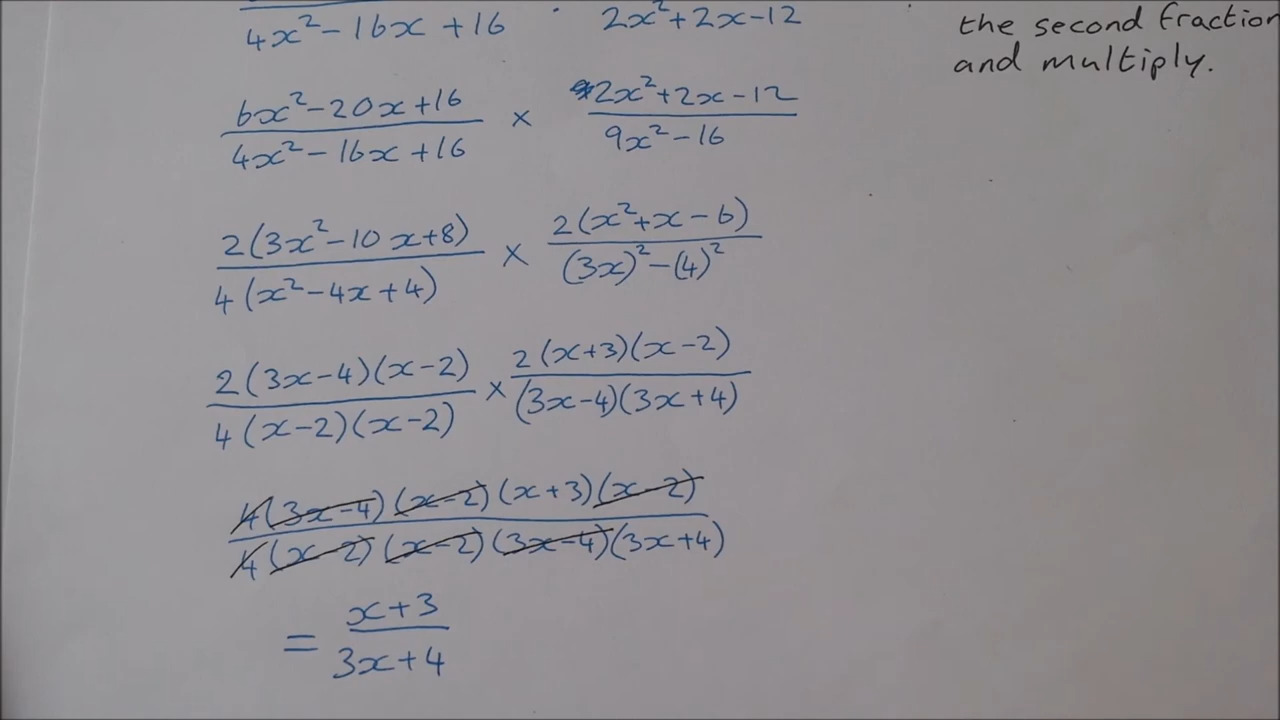 4x² - 16x + 16 2x² + 2x - 12
the second fraction
and multiply.
6x² - 20x + 16 × 2x² + 2x - 12
4x² - 16x + 16 9x² - 16
2(3x² - 10x + 8) × 2(x² + x - 6)
4(x² - 4x + 4) (3x)² - (4)²
2(3x - 4)(x - 2) × 2(x + 3)(x - 2)
4(x - 2)(x - 2) (3x - 4)(3x + 4)
4(3x - 4)(x - 2)(x + 3)(x - 2)
4(x - 2)(x - 2)(3x - 4)(3x + 4)
= x + 3
3x + 4